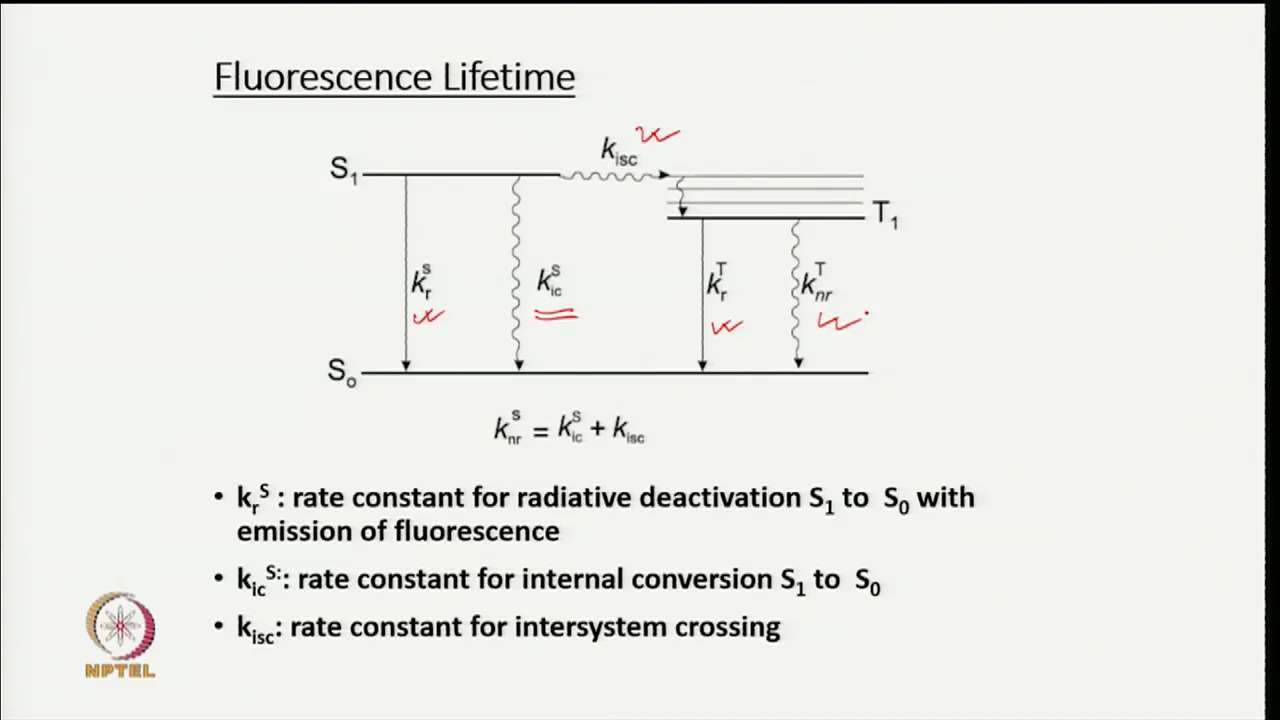 Fluorescence Lifetime
k_isc
S₁
T₁
k_r^S
k_ic^S
k_r^T
k_nr^T
S₀
k_nr^S = k_ic^S + k_isc
• k_r^S : rate constant for radiative deactivation S₁ to S₀ with
emission of fluorescence
• k_ic^S:: rate constant for internal conversion S₁ to S₀
• k_isc: rate constant for intersystem crossing
NPTEL